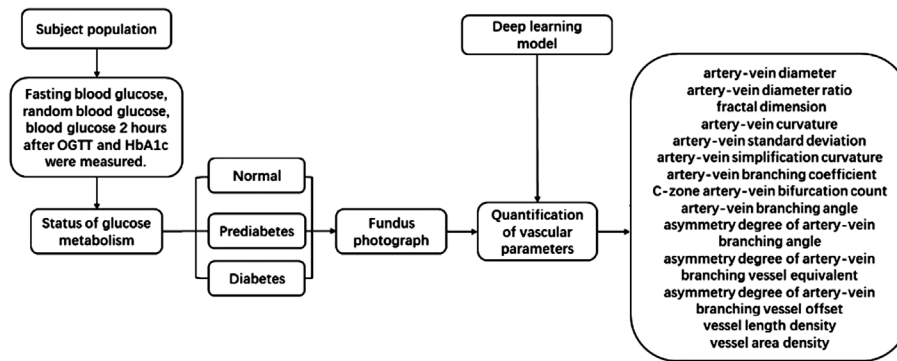 Subject population
Fasting blood glucose,
random blood glucose,
blood glucose 2 hours
after OGTT and HbA1c
were measured.
Status of glucose
metabolism
Normal
Prediabetes
Diabetes
Fundus
photograph
Deep learning
model
Quantification
of vascular
parameters
artery-vein diameter
artery-vein diameter ratio
fractal dimension
artery-vein curvature
artery-vein standard deviation
artery-vein simplification curvature
artery-vein branching coefficient
C-zone artery-vein bifurcation count
artery-vein branching angle
asymmetry degree of artery-vein
branching angle
asymmetry degree of artery-vein
branching vessel equivalent
asymmetry degree of artery-vein
branching vessel offset
vessel length density
vessel area density